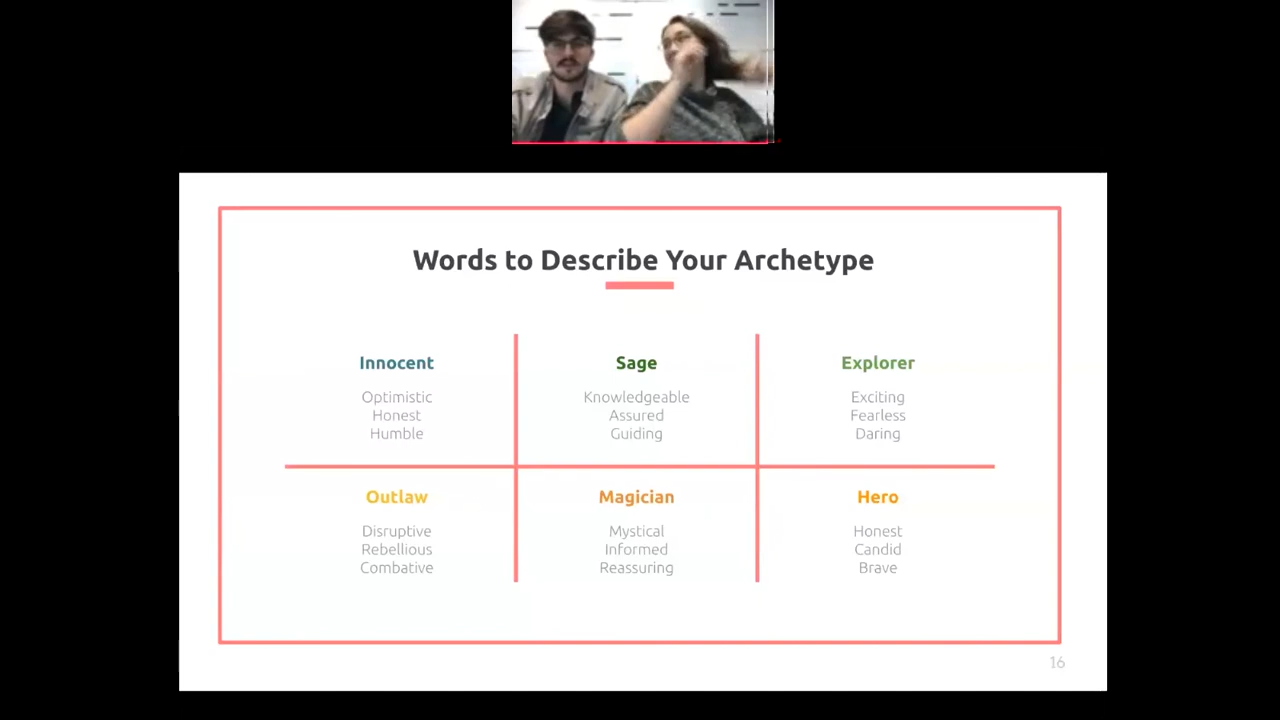 Words to Describe Your Archetype
Innocent
Optimistic
Honest
Humble
Sage
Knowledgeable
Assured
Guiding
Explorer
Exciting
Fearless
Daring
Outlaw
Disruptive
Rebellious
Combative
Magician
Mystical
Informed
Reassuring
Hero
Honest
Candid
Brave
16